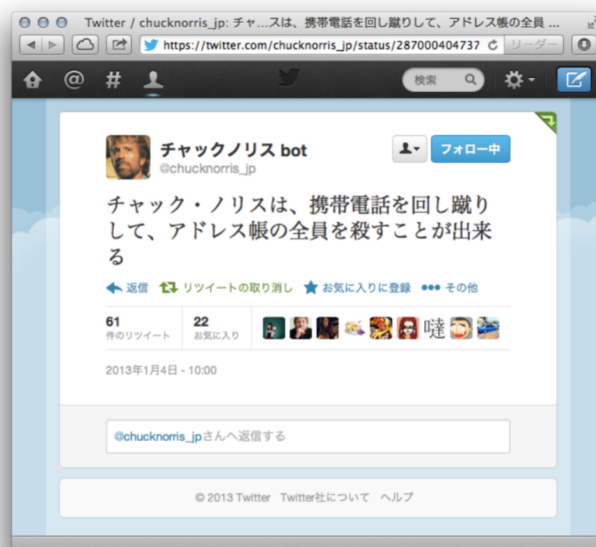 Twitter / chucknorris_jp: チャ…スは、携帯電話を回し蹴りして、アドレス帳の全員 ...
https://twitter.com/chucknorris_jp/status/287000404737
リーダー
@ #
検索
チャックノリス bot
@chucknorris_jp
フォロー中
チャック・ノリスは、携帯電話を回し蹴り
して、アドレス帳の全員を殺すことが出来
る
返信 リツイートの取り消し お気に入りに登録 ••• その他
61
件のリツイート
22
お気に入り
噠
2013年1月4日 - 10:00
@chucknorris_jpさんへ返信する
© 2013 Twitter Twitter社について ヘルプ